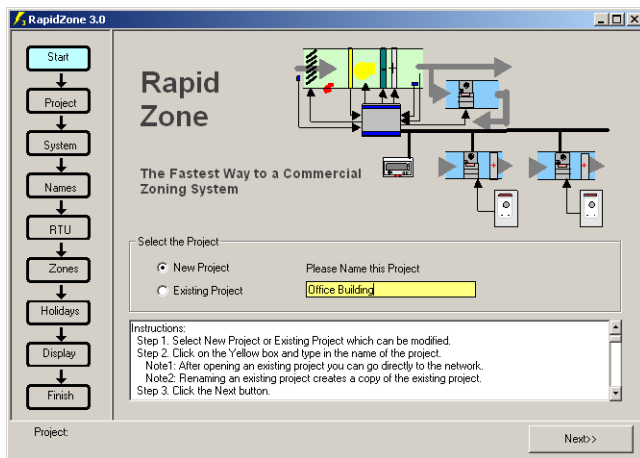 RapidZone 3.0
Start
Project
System
Names
RTU
Zones
Holidays
Display
Finish
Rapid
Zone
The Fastest Way to a Commercial
Zoning System
Select the Project
New Project
Please Name this Project
Existing Project
Office Building
Instructions:
Step 1. Select New Project or Existing Project which can be modified.
Step 2. Click on the Yellow box and type in the name of the project.
Note1: After opening an existing project you can go directly to the network.
Note2: Renaming an existing project creates a copy of the existing project.
Step 3. Click the Next button.
Project:
Next>>